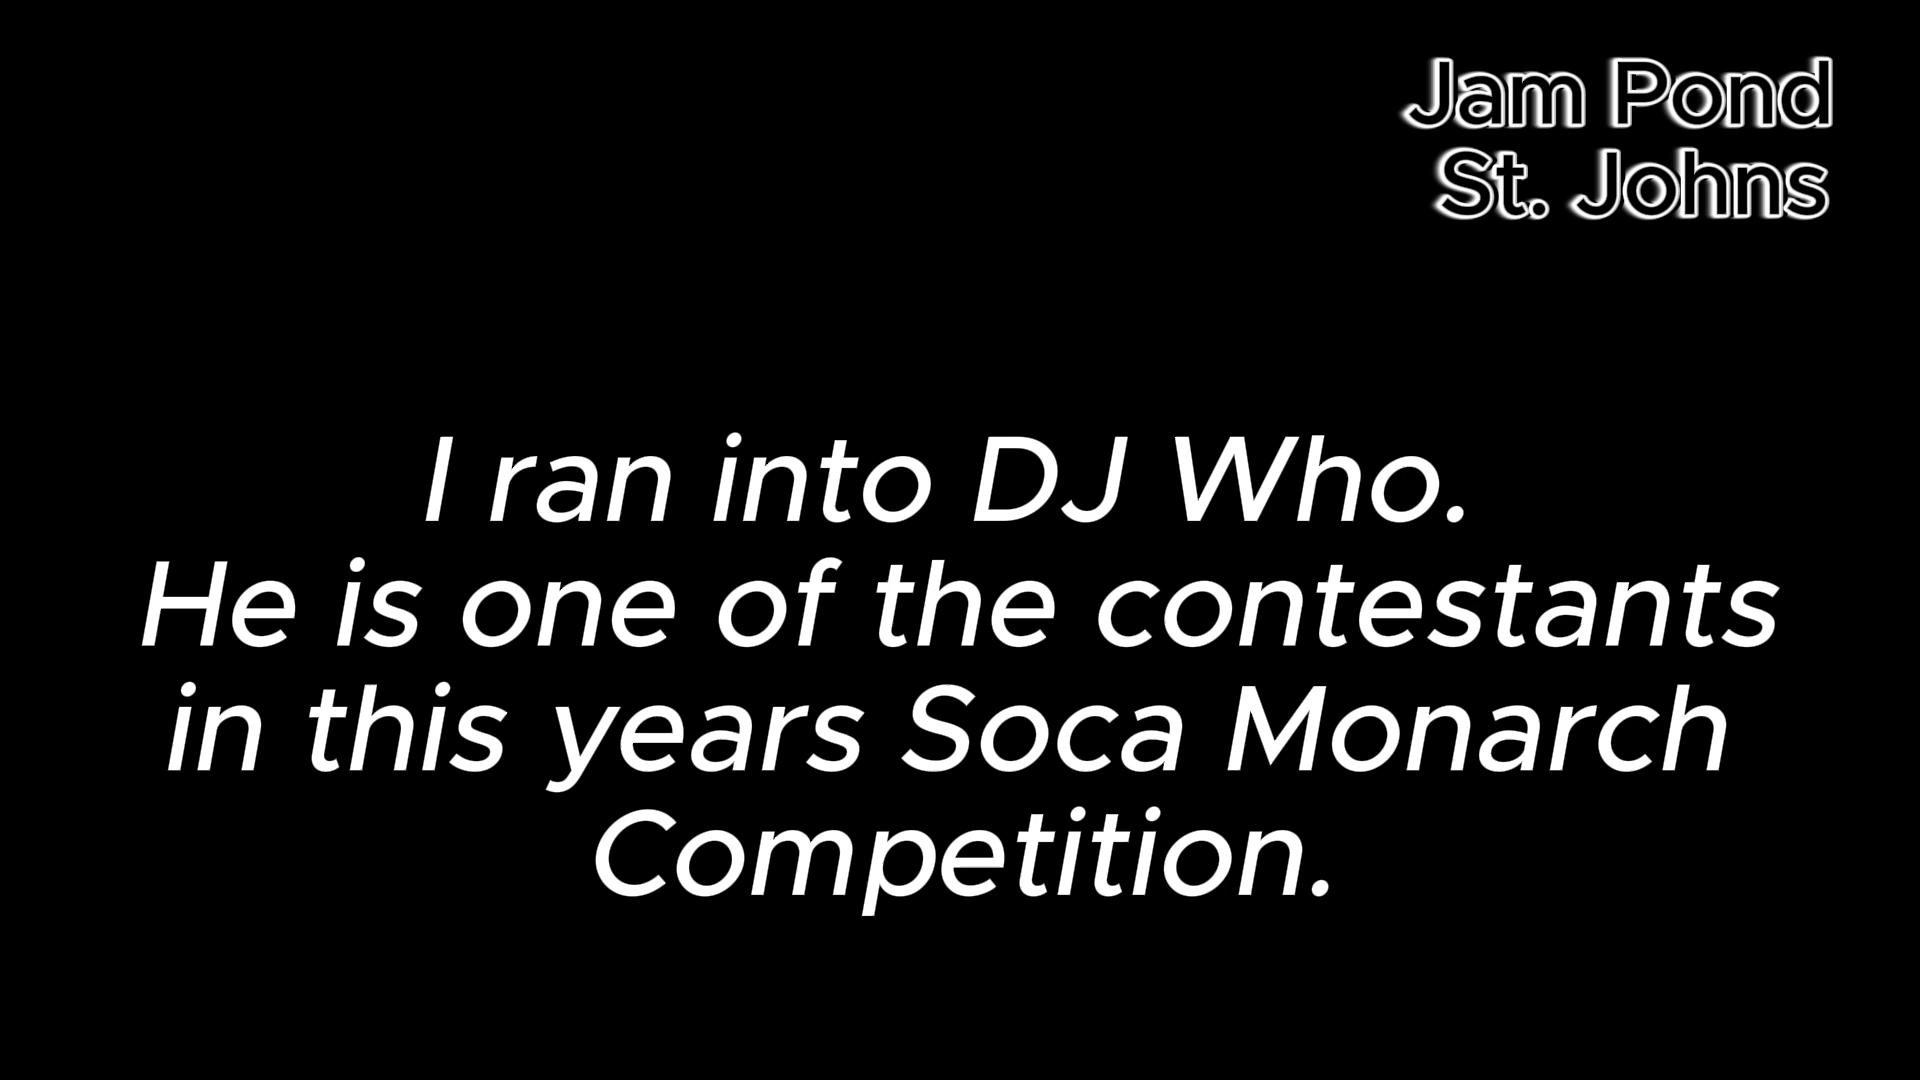 Jam Pond
St. Johns
I ran into DJ Who.
He is one of the contestants
in this years Soca Monarch
Competition.